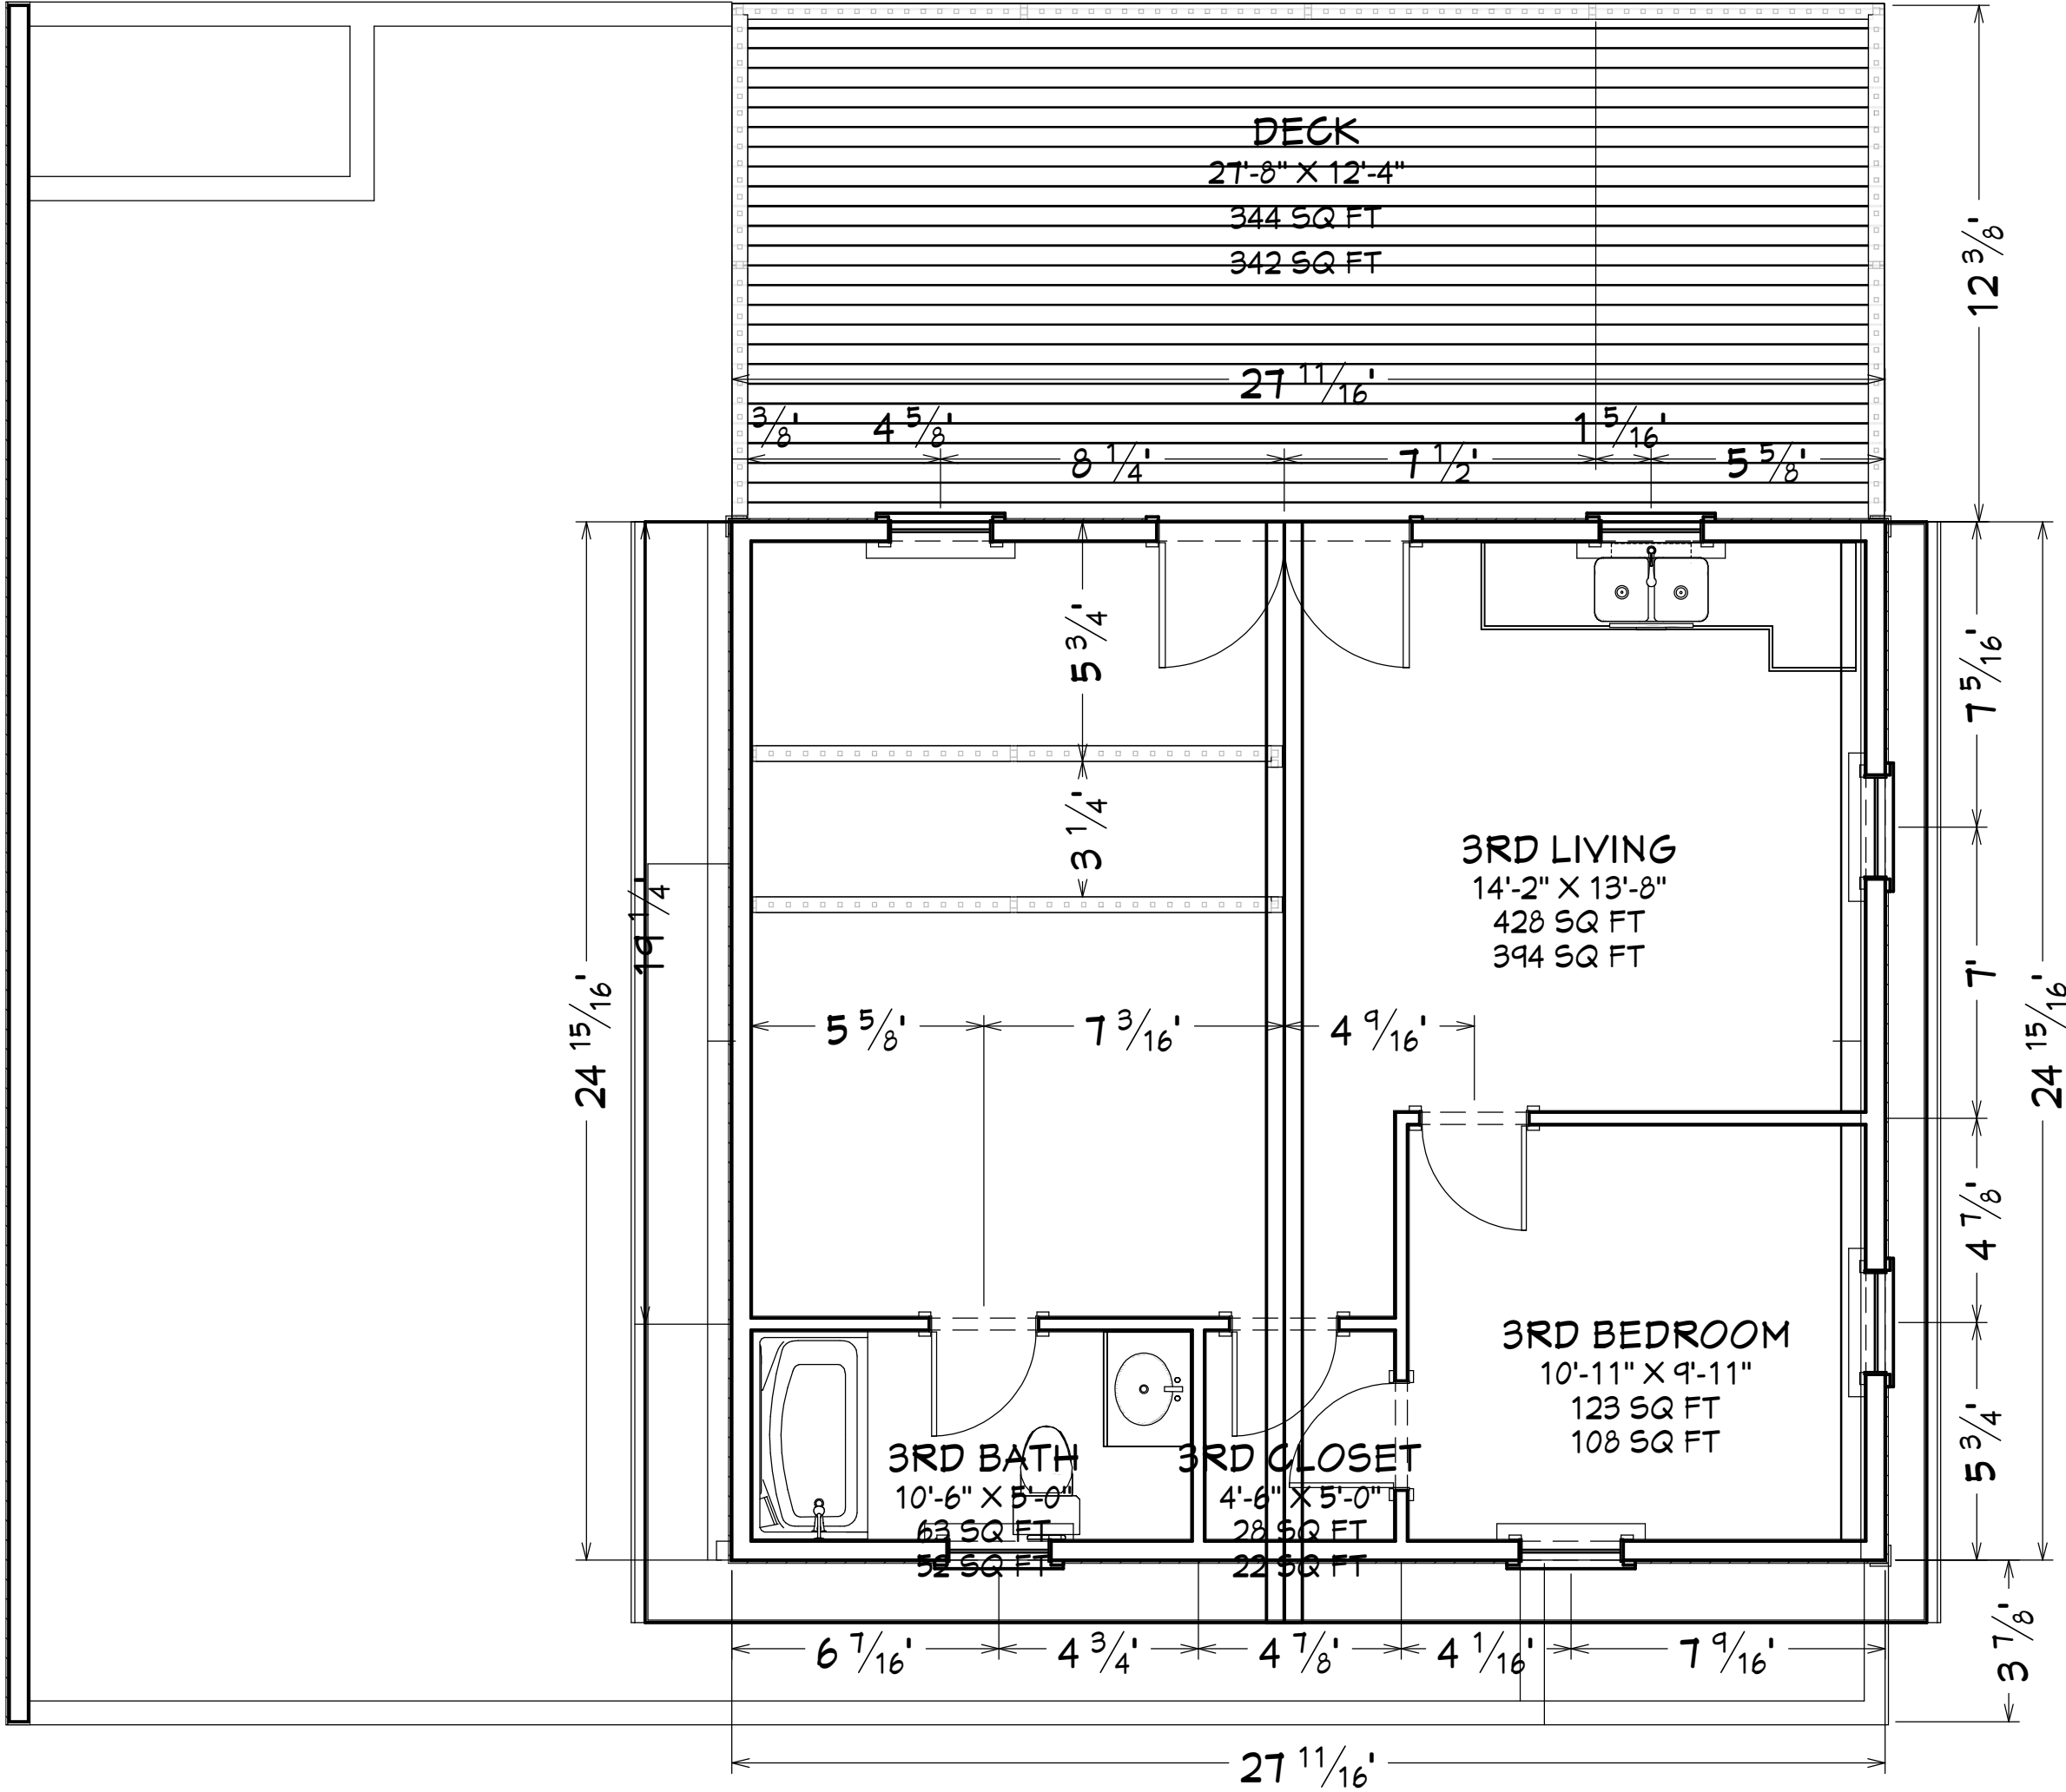 DECK
27'-8" X 12'-4"
344 SQ FT
342 SQ FT
12 3/8'
27 11/16'
3/8'
4 5/8'
8 1/4'
7 1/2'
1 5/16'
5 5/8'
5 3/4'
3 1/4'
7 5/16'
3RD LIVING
14'-2" X 13'-8"
428 SQ FT
394 SQ FT
19 1/4'
24 15/16'
5 5/8'
7 3/16'
4 9/16'
7'
24 15/16'
4 7/8'
3RD BEDROOM
10'-11" X 9'-11"
123 SQ FT
108 SQ FT
5 3/4'
3RD BATH
10'-6" X 5'-0"
63 SQ FT
52 SQ FT
3RD CLOSET
4'-6" X 5'-0"
28 SQ FT
22 SQ FT
6 7/16'
4 3/4'
4 7/8'
4 1/16'
7 9/16'
3 7/8'
27 11/16'